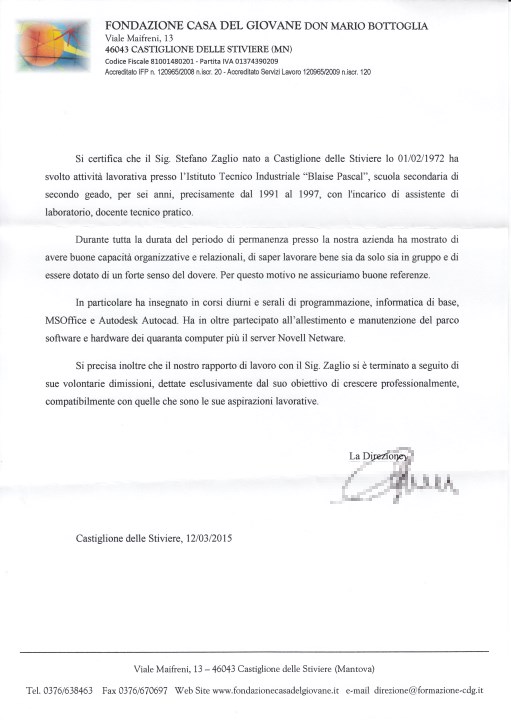 FONDAZIONE CASA DEL GIOVANE DON MARIO BOTTOGLIA
Viale Maifreni, 13
46043 CASTIGLIONE DELLE STIVIERE (MN)
Codice Fiscale 81001480201 - Partita IVA 01374390209
Accreditato IFP n. 120965/2008 n.iscr. 20 - Accreditato Servizi Lavoro 120965/2009 n.iscr. 120
Si certifica che il Sig. Stefano Zaglio nato a Castiglione delle Stiviere lo 01/02/1972 ha
svolto attività lavorativa presso l’Istituto Tecnico Industriale “Blaise Pascal”, scuola secondaria di
secondo geado, per sei anni, precisamente dal 1991 al 1997, con l'incarico di assistente di
laboratorio, docente tecnico pratico.
Durante tutta la durata del periodo di permanenza presso la nostra azienda ha mostrato di
avere buone capacità organizzative e relazionali, di saper lavorare bene sia da solo sia in gruppo e di
essere dotato di un forte senso del dovere. Per questo motivo ne assicuriamo buone referenze.
In particolare ha insegnato in corsi diurni e serali di programmazione, informatica di base,
MSOffice e Autodesk Autocad. Ha in oltre partecipato all’allestimento e manutenzione del parco
software e hardware dei quaranta computer più il server Novell Netware.
Si precisa inoltre che il nostro rapporto di lavoro con il Sig. Zaglio si è terminato a seguito di
sue volontarie dimissioni, dettate esclusivamente dal suo obiettivo di crescere professionalmente,
compatibilmente con quelle che sono le sue aspirazioni lavorative.
La Direzione
Castiglione delle Stiviere, 12/03/2015
Viale Maifreni, 13 – 46043 Castiglione delle Stiviere (Mantova)
Tel. 0376/638463 Fax 0376/670697 Web Site www.fondazionecasadelgiovane.it e-mail direzione@formazione-cdg.it